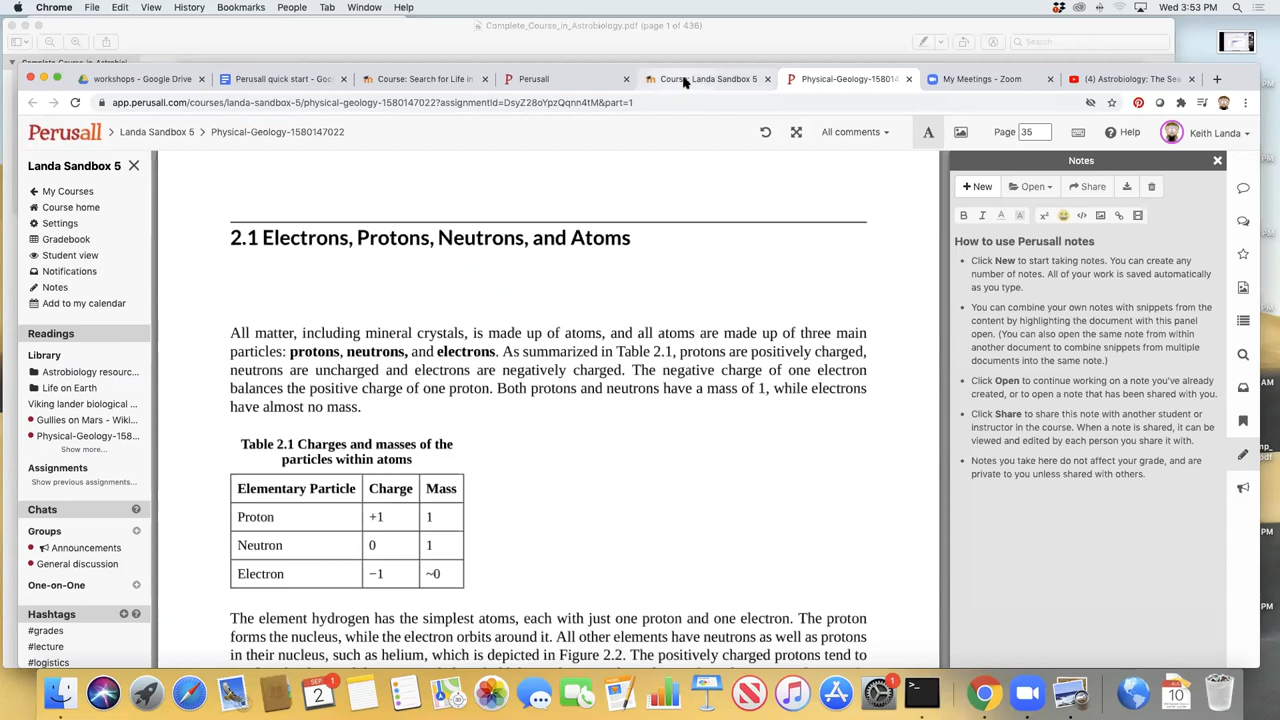 Chrome File Edit View History Bookmarks People Tab Window Help Wed 3:53 PM
Complete_Course_in_Astrobiology.pdf (page 1 of 436)
Search
workshops - Google Drive
Perusall quick start - Goo
Course: Search for Life in
Perusall
Course: Landa Sandbox 5
Physical-Geology-15801
My Meetings - Zoom
(4) Astrobiology: The Sea
app.perusall.com/courses/landa-sandbox-5/physical-geology-1580147022?assignmentId=DsyZ28oYpzQqnn4tM&part=1
Perusall
Landa Sandbox 5 > Physical-Geology-1580147022
All comments
Page 35
Help
Keith Landa
Landa Sandbox 5
My Courses
Course home
Settings
Gradebook
Student view
Notifications
Notes
Add to my calendar
Readings
Library
Astrobiology resourc...
Life on Earth
Viking lander biological ...
Gullies on Mars - Wiki...
Physical-Geology-158...
Show more...
Assignments
Show previous assignments...
Chats
Groups
Announcements
General discussion
One-on-One
Hashtags
#grades
#lecture
#logistics
2.1 Electrons, Protons, Neutrons, and Atoms
All matter, including mineral crystals, is made up of atoms, and all atoms are made up of three main
particles: protons, neutrons, and electrons. As summarized in Table 2.1, protons are positively charged,
neutrons are uncharged and electrons are negatively charged. The negative charge of one electron
balances the positive charge of one proton. Both protons and neutrons have a mass of 1, while electrons
have almost no mass.
Table 2.1 Charges and masses of the
particles within atoms
Elementary Particle Charge Mass
Proton +1 1
Neutron 0 1
Electron −1 ~0
The element hydrogen has the simplest atoms, each with just one proton and one electron. The proton
forms the nucleus, while the electron orbits around it. All other elements have neutrons as well as protons
in their nucleus, such as helium, which is depicted in Figure 2.2. The positively charged protons tend to
Notes
New Open Share
How to use Perusall notes
Click New to start taking notes. You can create any
number of notes. All of your work is saved automatically
as you type.
You can combine your own notes with snippets from the
content by highlighting the document with this panel
open. (You can also open the same note from within
another document to combine snippets from multiple
documents into the same note.)
Click Open to continue working on a note you've already
created, or to open a note that has been shared with you.
Click Share to share this note with another student or
instructor in the course. When a note is shared, it can be
viewed and edited by each person you share it with.
Notes you take here do not affect your grade, and are
private to you unless shared with others.
SEP
2
1
1
10